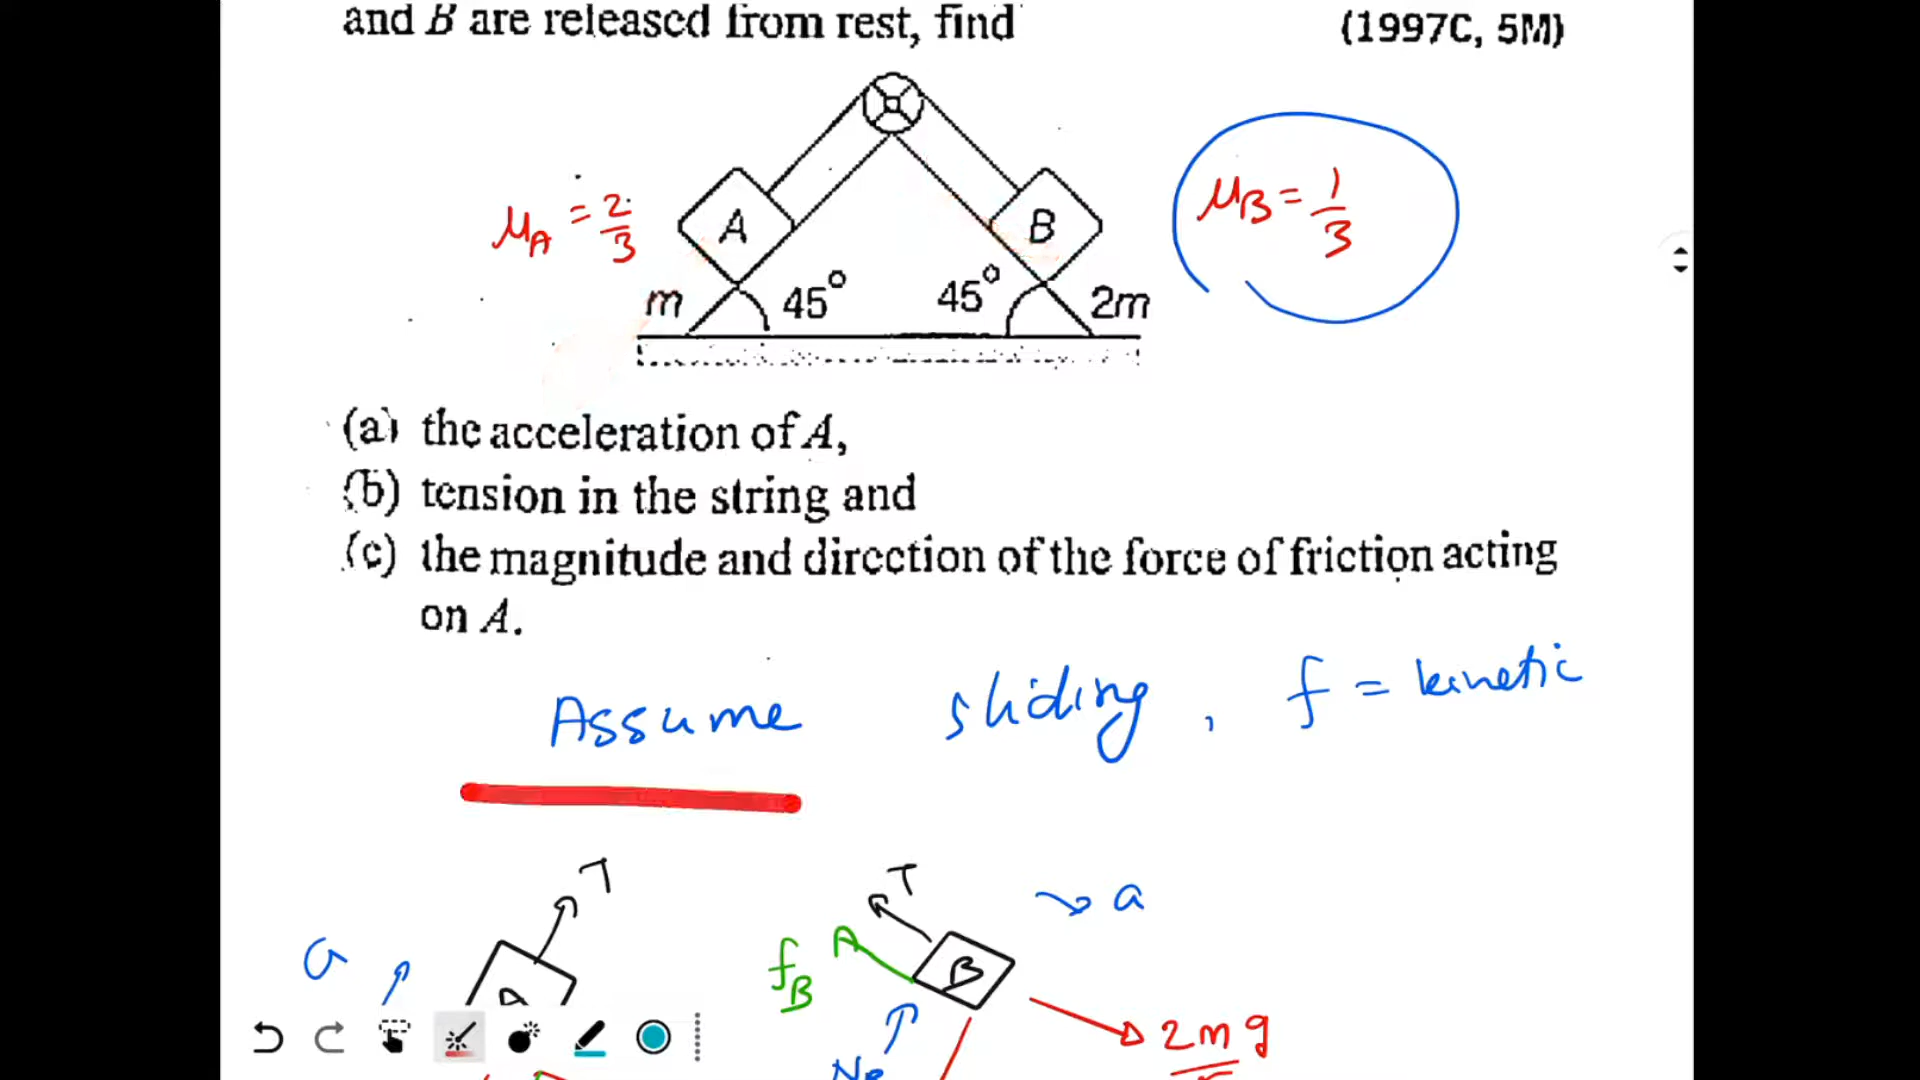 and B are released from rest, find (1997C, 5M)
A B
μA = 2/3
μB = 1/3
m 45° 45° 2m
(a) the acceleration of A,
(b) tension in the string and
(c) the magnitude and direction of the force of friction acting
on A.
Assume sliding, f = kinetic
T T a
a fB B
A
2mg